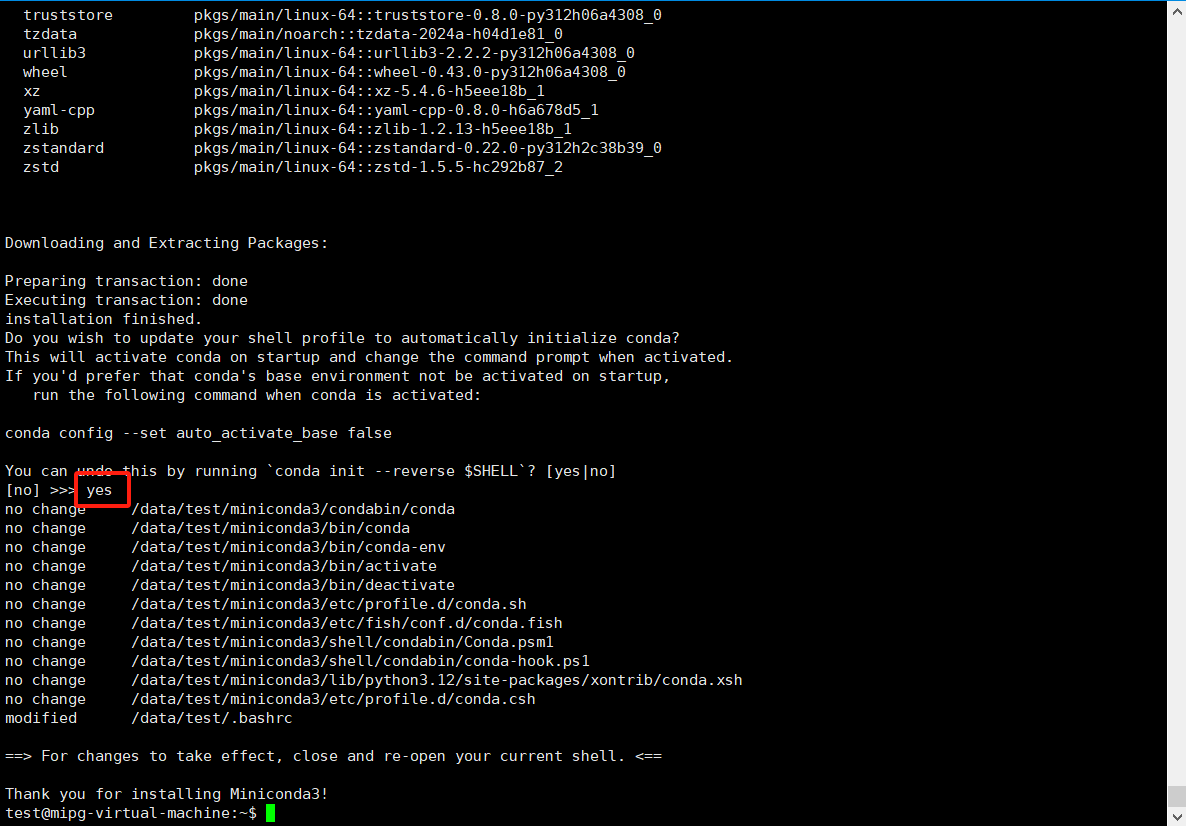 truststore pkgs/main/linux-64::truststore-0.8.0-py312h06a4308_0
tzdata pkgs/main/noarch::tzdata-2024a-h04d1e81_0
urllib3 pkgs/main/linux-64::urllib3-2.2.2-py312h06a4308_0
wheel pkgs/main/linux-64::wheel-0.43.0-py312h06a4308_0
xz pkgs/main/linux-64::xz-5.4.6-h5eee18b_1
yaml-cpp pkgs/main/linux-64::yaml-cpp-0.8.0-h6a678d5_1
zlib pkgs/main/linux-64::zlib-1.2.13-h5eee18b_1
zstandard pkgs/main/linux-64::zstandard-0.22.0-py312h2c38b39_0
zstd pkgs/main/linux-64::zstd-1.5.5-hc292b87_2
Downloading and Extracting Packages:
Preparing transaction: done
Executing transaction: done
installation finished.
Do you wish to update your shell profile to automatically initialize conda?
This will activate conda on startup and change the command prompt when activated.
If you'd prefer that conda's base environment not be activated on startup,
run the following command when conda is activated:
conda config --set auto_activate_base false
You can undo this by running `conda init --reverse $SHELL`? [yes|no]
[no] >>> yes
no change /data/test/miniconda3/condabin/conda
no change /data/test/miniconda3/bin/conda
no change /data/test/miniconda3/bin/conda-env
no change /data/test/miniconda3/bin/activate
no change /data/test/miniconda3/bin/deactivate
no change /data/test/miniconda3/etc/profile.d/conda.sh
no change /data/test/miniconda3/etc/fish/conf.d/conda.fish
no change /data/test/miniconda3/shell/condabin/Conda.psm1
no change /data/test/miniconda3/shell/condabin/conda-hook.ps1
no change /data/test/miniconda3/lib/python3.12/site-packages/xontrib/conda.xsh
no change /data/test/miniconda3/etc/profile.d/conda.csh
modified /data/test/.bashrc
==> For changes to take effect, close and re-open your current shell. <==
Thank you for installing Miniconda3!
test@mipg-virtual-machine:~$